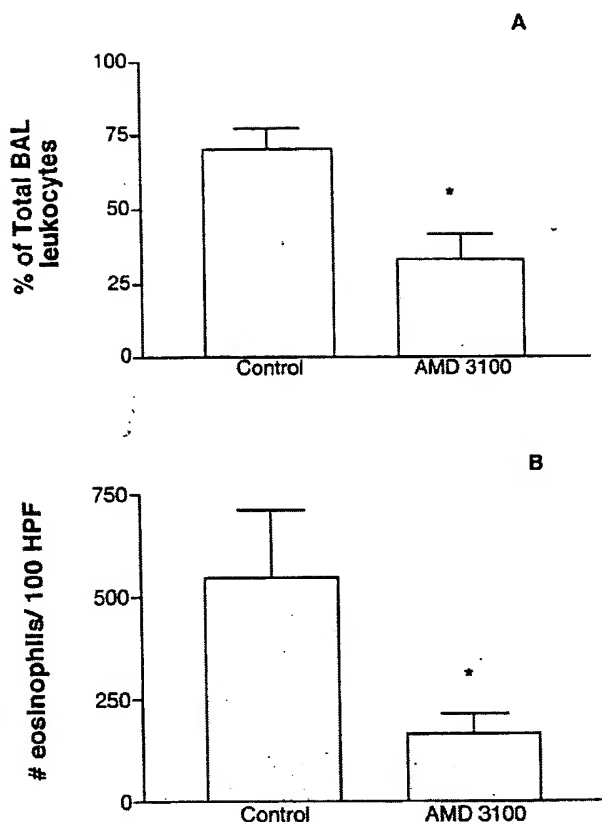 A
% of Total BAL
leukocytes
100
75
50
25
0
*
Control
AMD 3100
B
# eosinophils/ 100 HPF
750
500
250
0
*
Control
AMD 3100